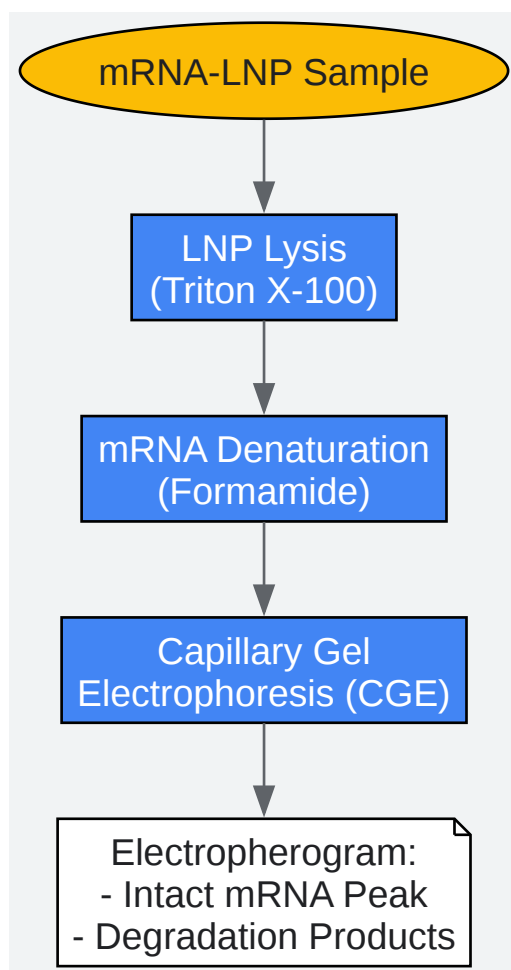 mRNA-LNP Sample
LNP Lysis
(Triton X-100)
mRNA Denaturation
(Formamide)
Capillary Gel
Electrophoresis (CGE)
Electropherogram:
- Intact mRNA Peak
- Degradation Products